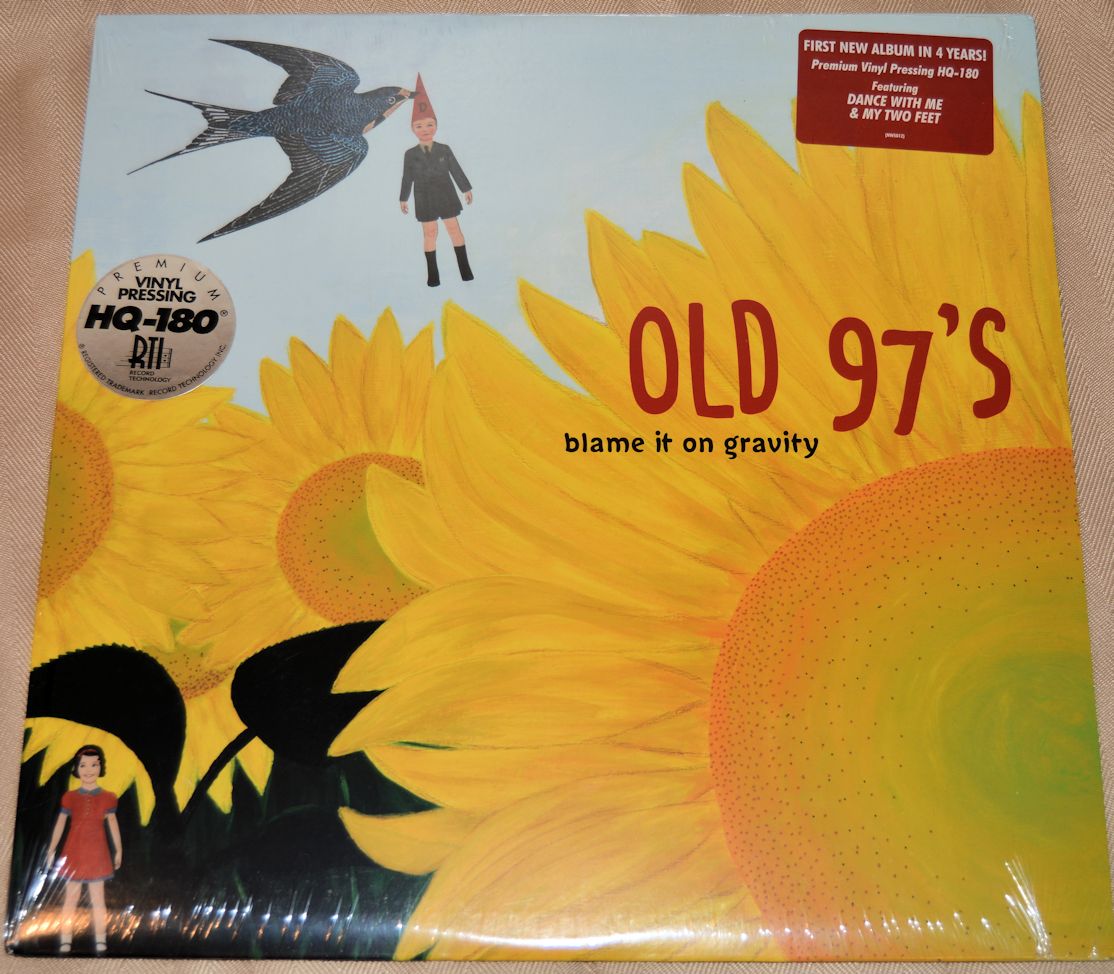 FIRST NEW ALBUM IN 4 YEARS!
Premium Vinyl Pressing HQ-180
Featuring
DANCE WITH ME
& MY TWO FEET
D
PREMIUM
VINYL
PRESSING
HQ-180®
RTI
RECORD
TECHNOLOGY
® REGISTERED TRADEMARK RECORD TECHNOLOGY INC.
OLD 97'S
blame it on gravity